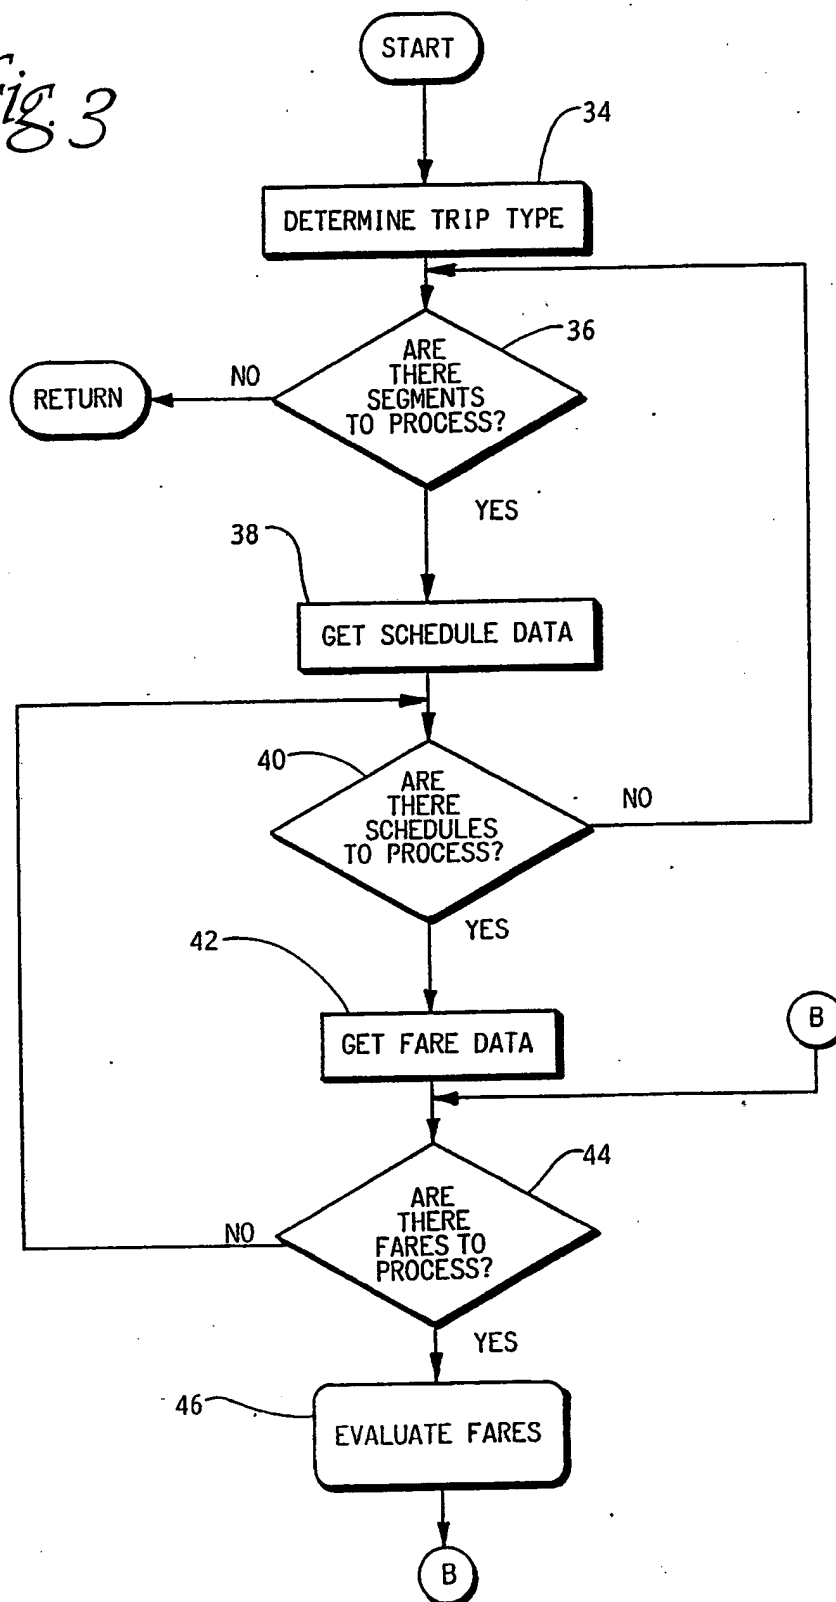 START
Fig. 3
34
DETERMINE TRIP TYPE
36
ARE
THERE
SEGMENTS
TO PROCESS?
NO
RETURN
YES
38
GET SCHEDULE DATA
40
ARE
THERE
SCHEDULES
TO PROCESS?
NO
YES
42
GET FARE DATA
B
44
ARE
THERE
FARES TO
PROCESS?
NO
YES
46
EVALUATE FARES
B